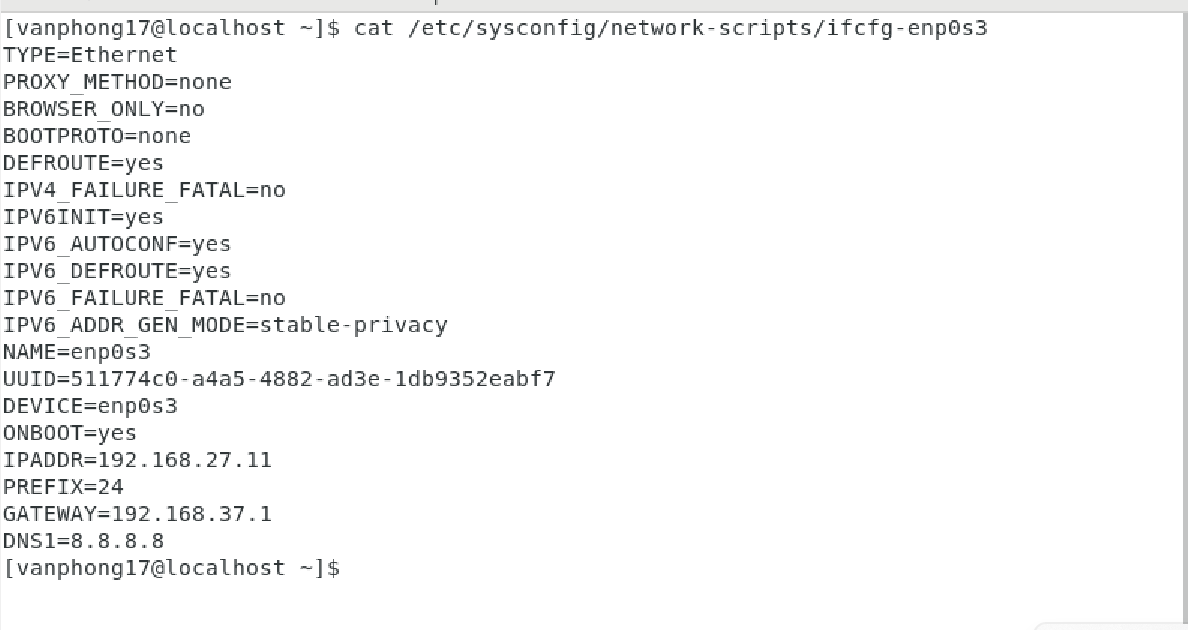 [vanphong17@localhost ~]$ cat /etc/sysconfig/network-scripts/ifcfg-enp0s3
TYPE=Ethernet
PROXY_METHOD=none
BROWSER_ONLY=no
BOOTPROTO=none
DEFROUTE=yes
IPV4_FAILURE_FATAL=no
IPV6INIT=yes
IPV6_AUTOCONF=yes
IPV6_DEFROUTE=yes
IPV6_FAILURE_FATAL=no
IPV6_ADDR_GEN_MODE=stable-privacy
NAME=enp0s3
UUID=511774c0-a4a5-4882-ad3e-1db9352eabf7
DEVICE=enp0s3
ONBOOT=yes
IPADDR=192.168.27.11
PREFIX=24
GATEWAY=192.168.37.1
DNS1=8.8.8.8
[vanphong17@localhost ~]$